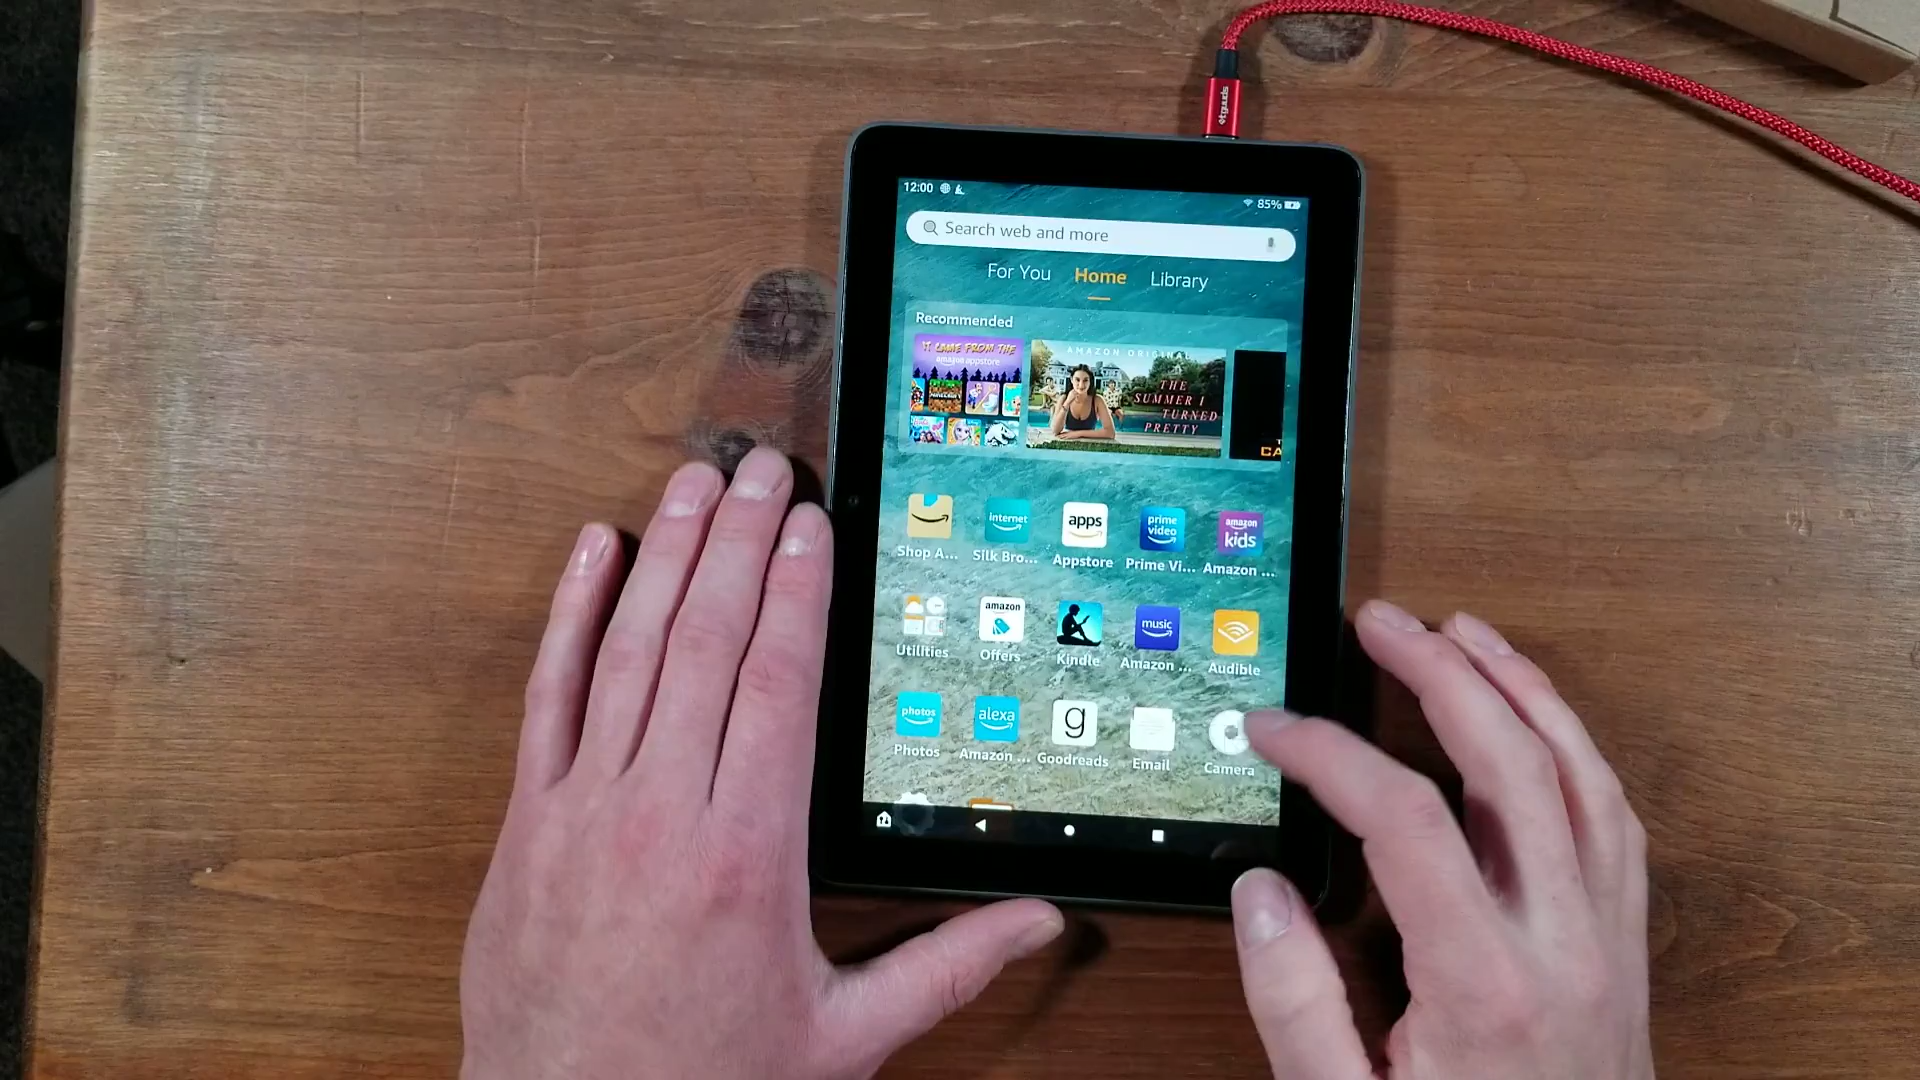 etguuds
12:00
85%
Search web and more
For You Home Library
Recommended
IT CAME FROM THE
amazon appstore
AMAZON ORIGINAL
THE
SUMMER I
TURNED
PRETTY
CA
internet
apps
prime
video
amazon
kids
Shop A...
Silk Bro...
Appstore
Prime Vi...
Amazon ...
amazon
music
Utilities
Offers
Kindle
Amazon ...
Audible
photos
alexa
g
Photos
Amazon ...
Goodreads
Email
Camera